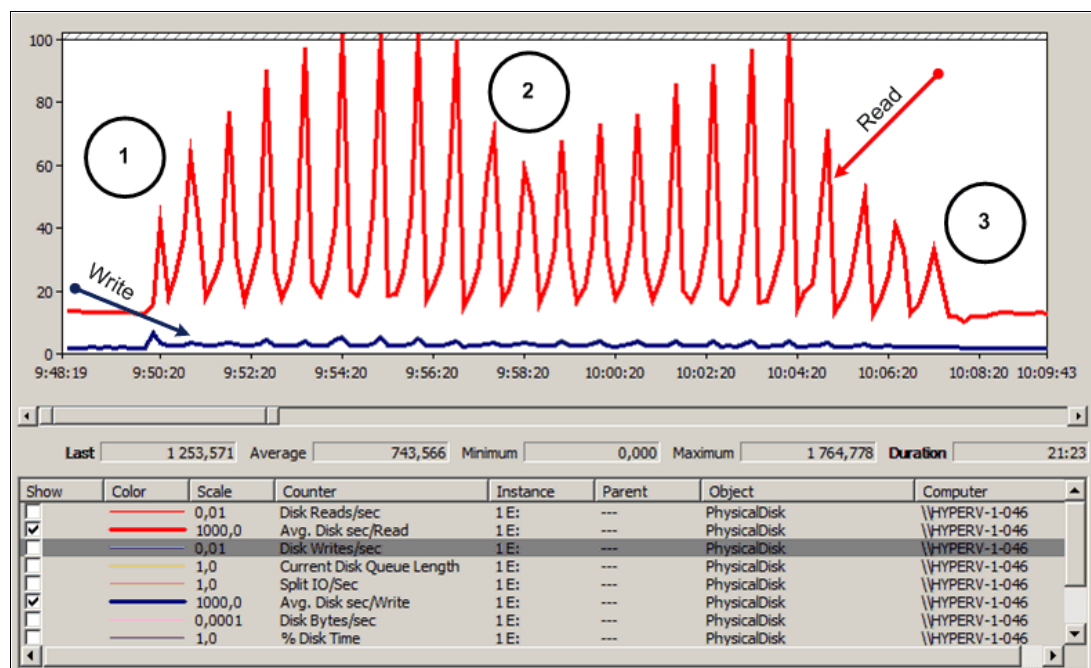 100
80
60
40
20
0
1
2
3
Read
Write
9:48:19 9:50:20 9:52:20 9:54:20 9:56:20 9:58:20 10:00:20 10:02:20 10:04:20 10:06:20 10:08:20 10:09:43
Last 1 253,571 Average 743,566 Minimum 0,000 Maximum 1 764,778 Duration 21:23
Show Color Scale Counter Instance Parent Object Computer
0,01 Disk Reads/sec 1 E: --- PhysicalDisk \\HYPERV-1-046
1000,0 Avg. Disk sec/Read 1 E: --- PhysicalDisk \\HYPERV-1-046
0,01 Disk Writes/sec 1 E: --- PhysicalDisk \\HYPERV-1-046
1,0 Current Disk Queue Length 1 E: --- PhysicalDisk \\HYPERV-1-046
1,0 Split IO/Sec 1 E: --- PhysicalDisk \\HYPERV-1-046
1000,0 Avg. Disk sec/Write 1 E: --- PhysicalDisk \\HYPERV-1-046
0,0001 Disk Bytes/sec 1 E: --- PhysicalDisk \\HYPERV-1-046
1,0 % Disk Time 1 E: --- PhysicalDisk \\HYPERV-1-046